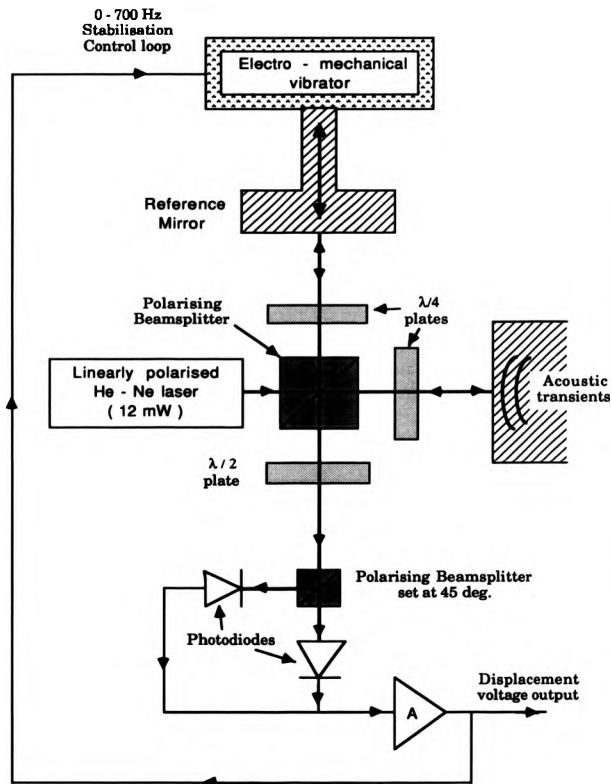 0 - 700 Hz
Stabilisation
Control loop
Electro - mechanical
vibrator
Reference
Mirror
λ/4
plates
Polarising
Beamsplitter
Linearly polarised
He - Ne laser
( 12 mW )
Acoustic
transients
λ / 2
plate
Polarising Beamsplitter
set at 45 deg.
Photodiodes
Displacement
voltage output
A